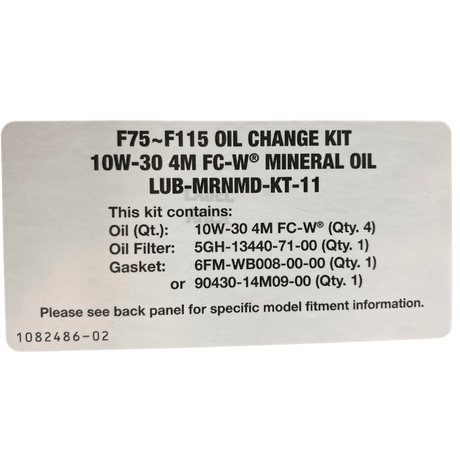 F75~F115 OIL CHANGE KIT
10W-30 4M FC-W® MINERAL OIL
LUB-MRNMD-KT-11
This kit contains:
Oil (Qt.): 10W-30 4M FC-W® (Qty. 4)
Oil Filter: 5GH-13440-71-00 (Qty. 1)
Gasket: 6FM-WB008-00-00 (Qty. 1)
or 90430-14M09-00 (Qty. 1)
Please see back panel for specific model fitment information.
1082486-02